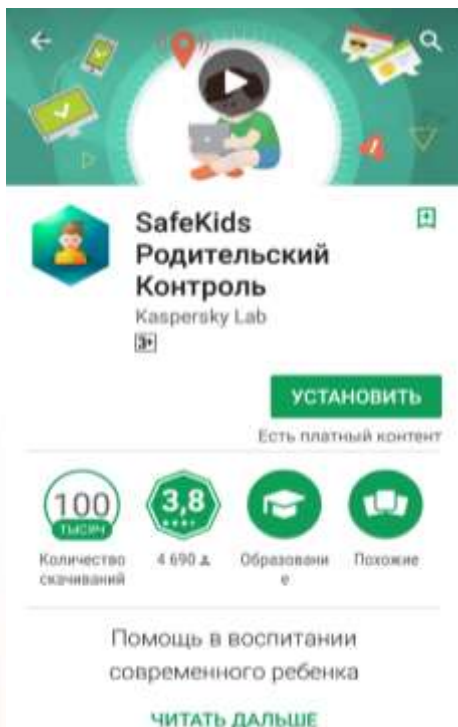 SafeKids
Родительский
Контроль
Kaspersky Lab
3+
УСТАНОВИТЬ
Есть платный контент
100
ТЫСЯЧ
3,8
Количество
скачиваний
4 690
Образовани
е
Похожие
Помощь в воспитании
современного ребенка
ЧИТАТЬ ДАЛЬШЕ